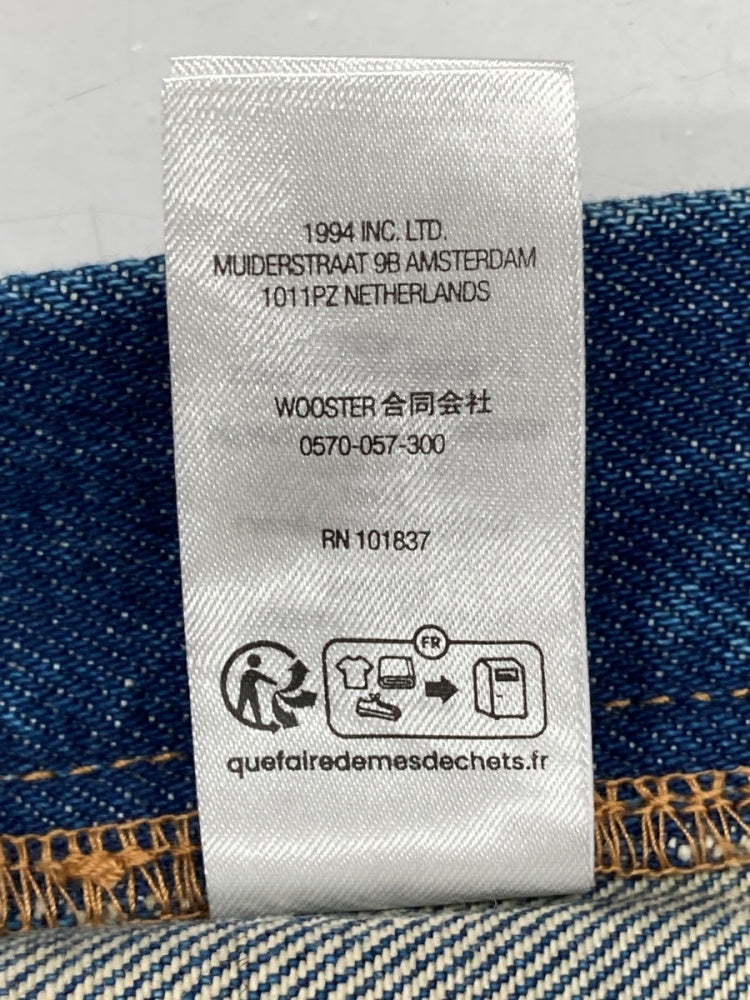 1994 INC. LTD.
MUIDERSTRAAT 9B AMSTERDAM
1011PZ NETHERLANDS
WOOSTER 合同会社
0570-057-300
RN 101837
FR
quefairedemesdechets.fr